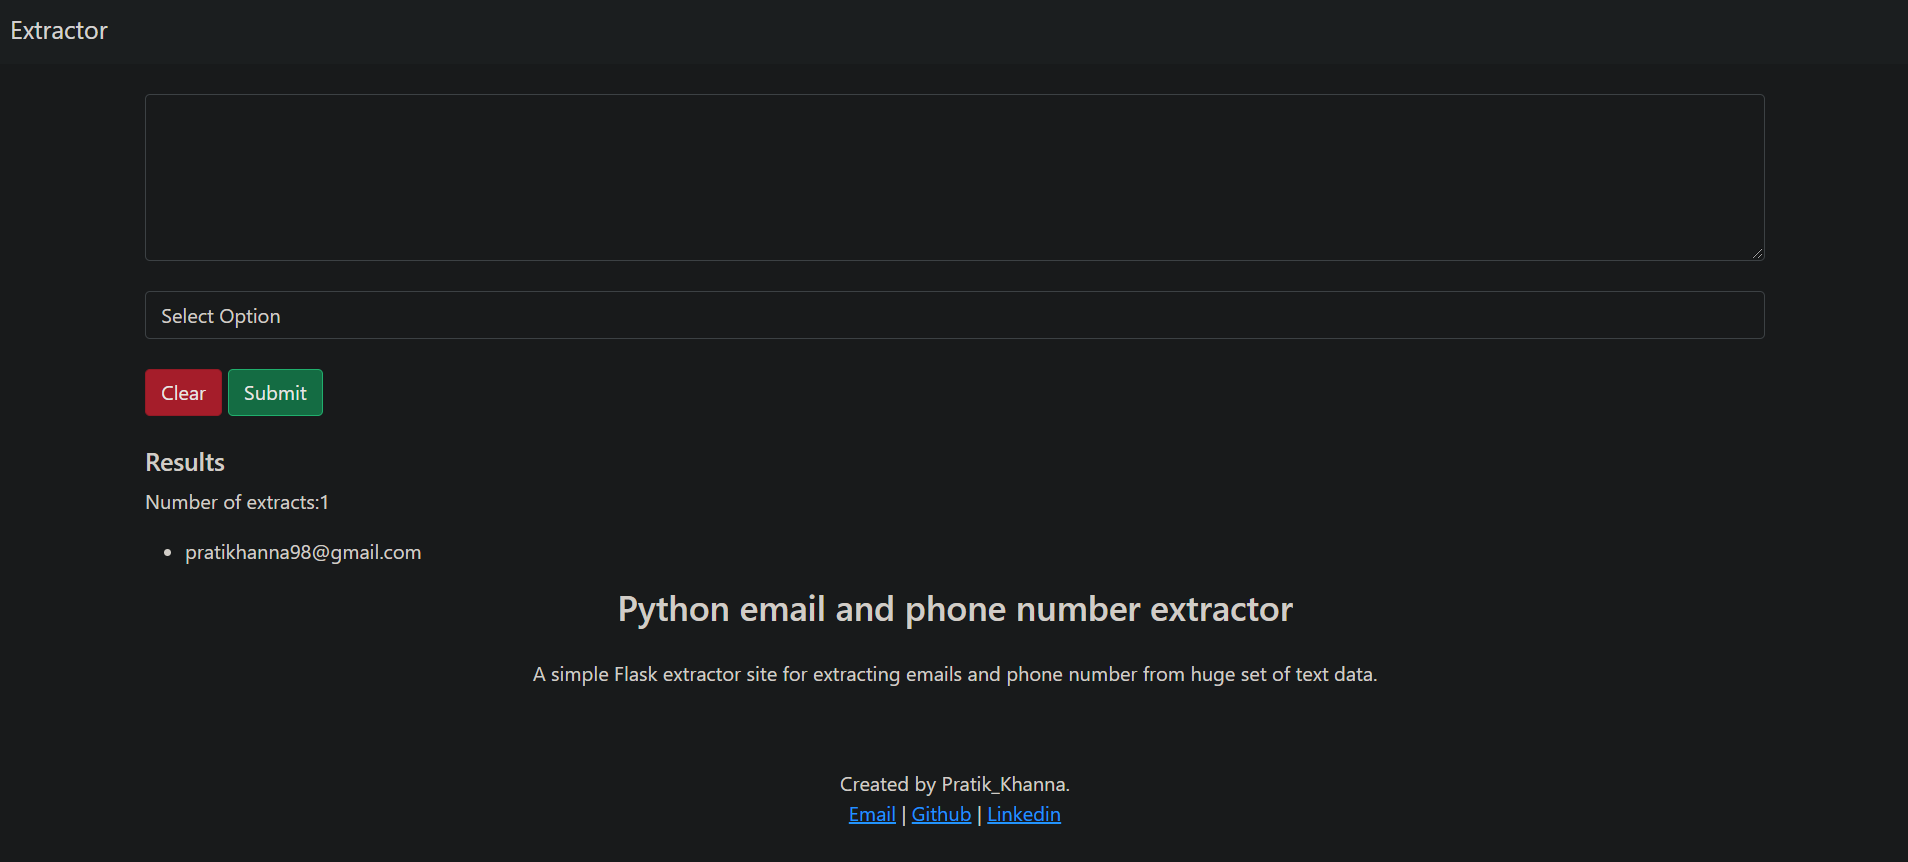 Extractor
Select Option
Clear Submit
Results
Number of extracts:1
pratikhanna98@gmail.com
Python email and phone number extractor
A simple Flask extractor site for extracting emails and phone number from huge set of text data.
Created by Pratik_Khanna.
Email | Github | Linkedin